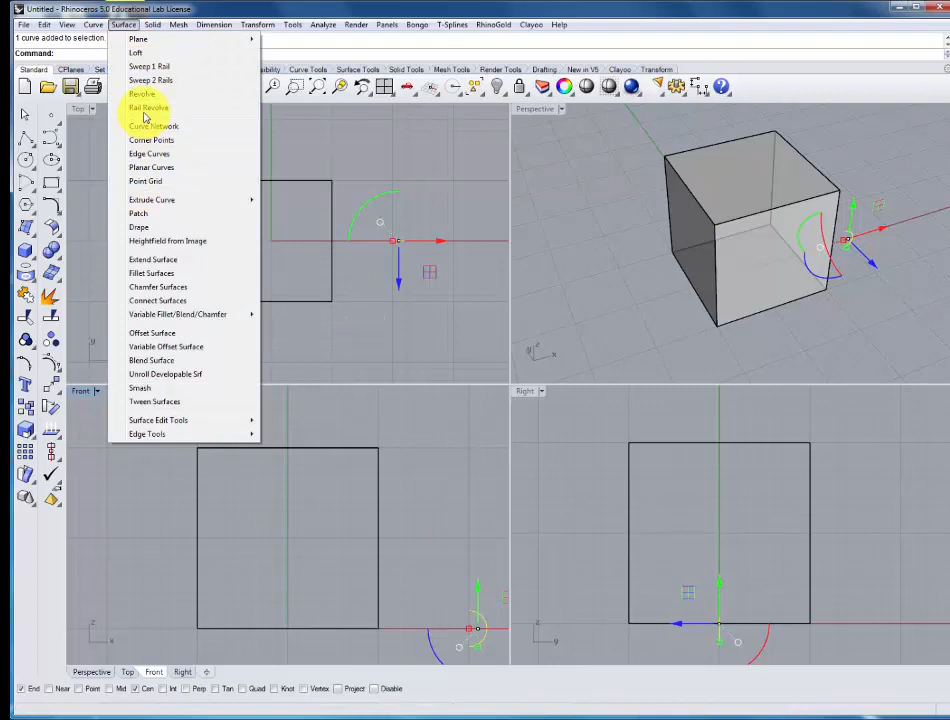 Untitled - Rhinoceros 5.0 Educational Lab License
File Edit View Curve Surface Solid Mesh Dimension Transform Tools Analyze Render Panels Bongo T-Splines RhinoGold Clayoo Help
1 curve added to selection.
Command:
Standard CPlanes Set Curve Tools Surface Tools Solid Tools Mesh Tools Render Tools Drafting New in V5 Clayoo Transform
Plane
Loft
Sweep 1 Rail
Sweep 2 Rails
Revolve
Rail Revolve
Curve Network
Corner Points
Edge Curves
Planar Curves
Point Grid
Extrude Curve
Patch
Drape
Heightfield from Image
Extend Surface
Fillet Surfaces
Chamfer Surfaces
Connect Surfaces
Variable Fillet/Blend/Chamfer
Offset Surface
Variable Offset Surface
Blend Surface
Unroll Developable Srf
Smash
Tween Surfaces
Surface Edit Tools
Edge Tools
Top
Perspective
z
y
x
y
Front
Right
z
x
z
y
Perspective Top Front Right
End Near Point Mid Cen Int Perp Tan Quad Knot Vertex Project Disable